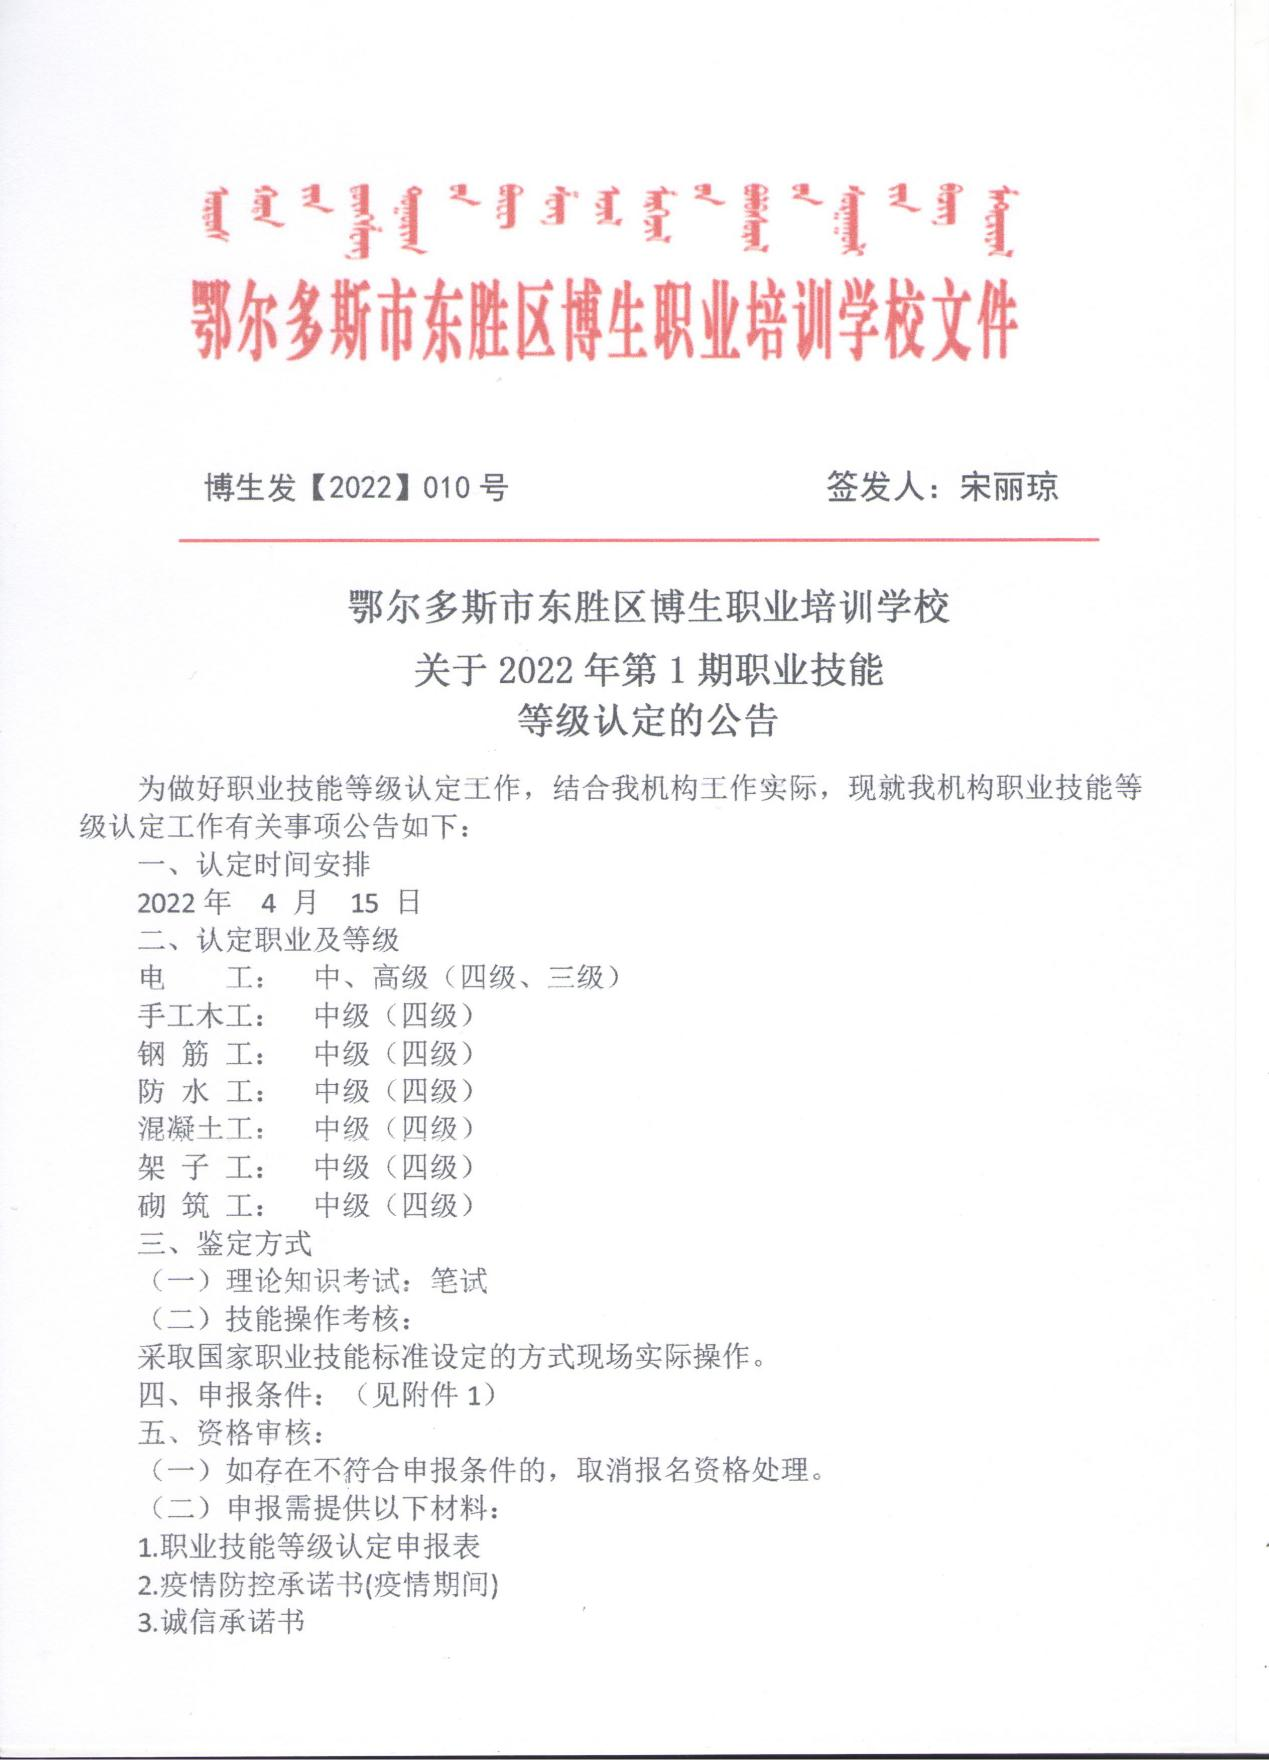 鄂尔多斯市东胜区博生职业培训学校文件
博生发【2022】010 号 签发人：宋丽琼
鄂尔多斯市东胜区博生职业培训学校
关于 2022 年第 1 期职业技能
等级认定的公告
为做好职业技能等级认定工作，结合我机构工作实际，现就我机构职业技能等
级认定工作有关事项公告如下：
一、认定时间安排
2022 年 4 月 15 日
二、认定职业及等级
电 工： 中、高级（四级、三级）
手工木工： 中级（四级）
钢 筋 工： 中级（四级）
防 水 工： 中级（四级）
混凝土工： 中级（四级）
架 子 工： 中级（四级）
砌 筑 工： 中级（四级）
三、鉴定方式
（一）理论知识考试：笔试
（二）技能操作考核：
采取国家职业技能标准设定的方式现场实际操作。
四、申报条件：（见附件 1）
五、资格审核：
（一）如存在不符合申报条件的，取消报名资格处理。
（二）申报需提供以下材料：
1.职业技能等级认定申报表
2.疫情防控承诺书(疫情期间)
3.诚信承诺书